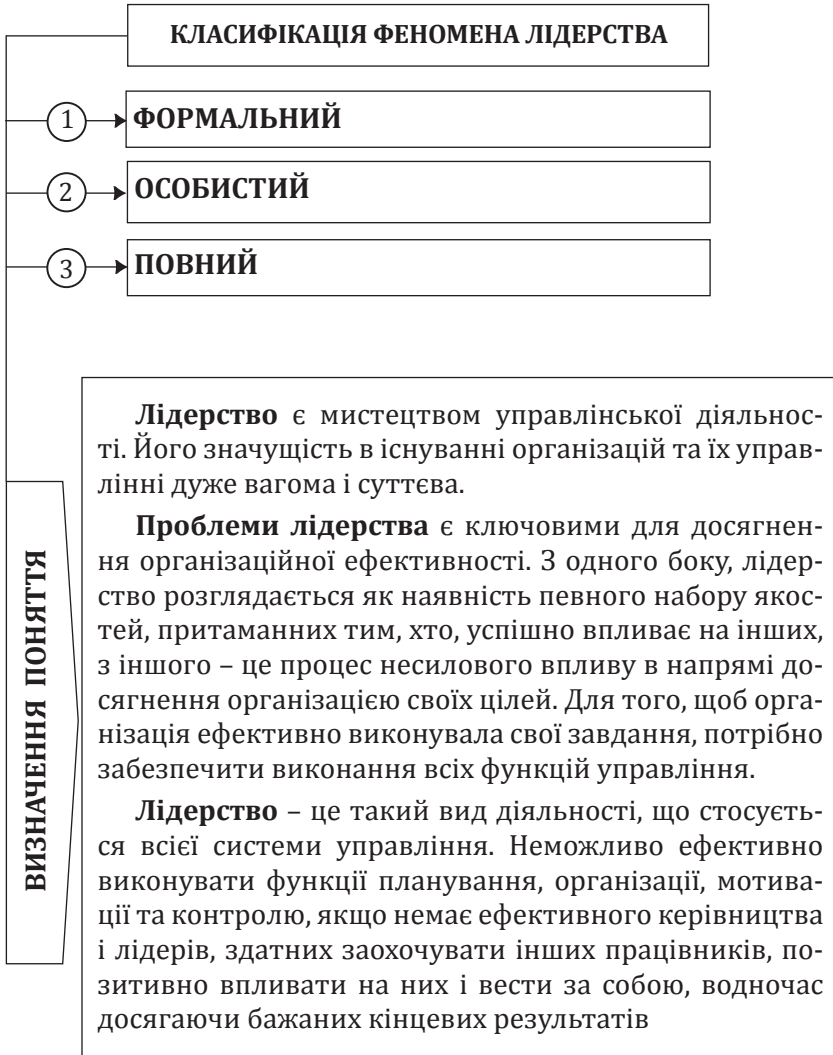 КЛАСИФІКАЦІЯ ФЕНОМЕНА ЛІДЕРСТВА
1 ФОРМАЛЬНИЙ
2 ОСОБИСТИЙ
3 ПОВНИЙ
ВИЗНАЧЕННЯ ПОНЯТТЯ
Лідерство є мистецтвом управлінської діяльнос-
ті. Його значущість в існуванні організацій та їх управ-
лінні дуже вагома і суттєва.
Проблеми лідерства є ключовими для досягнен-
ня організаційної ефективності. З одного боку, лідер-
ство розглядається як наявність певного набору якос-
тей, притаманних тим, хто, успішно впливає на інших,
з іншого – це процес несилового впливу в напрямі до-
сягнення організацією своїх цілей. Для того, щоб орга-
нізація ефективно виконувала свої завдання, потрібно
забезпечити виконання всіх функцій управління.
Лідерство – це такий вид діяльності, що стосуєть-
ся всієї системи управління. Неможливо ефективно
виконувати функції планування, організації, мотива-
ції та контролю, якщо немає ефективного керівництва
і лідерів, здатних заохочувати інших працівників, по-
зитивно впливати на них і вести за собою, водночас
досягаючи бажаних кінцевих результатів